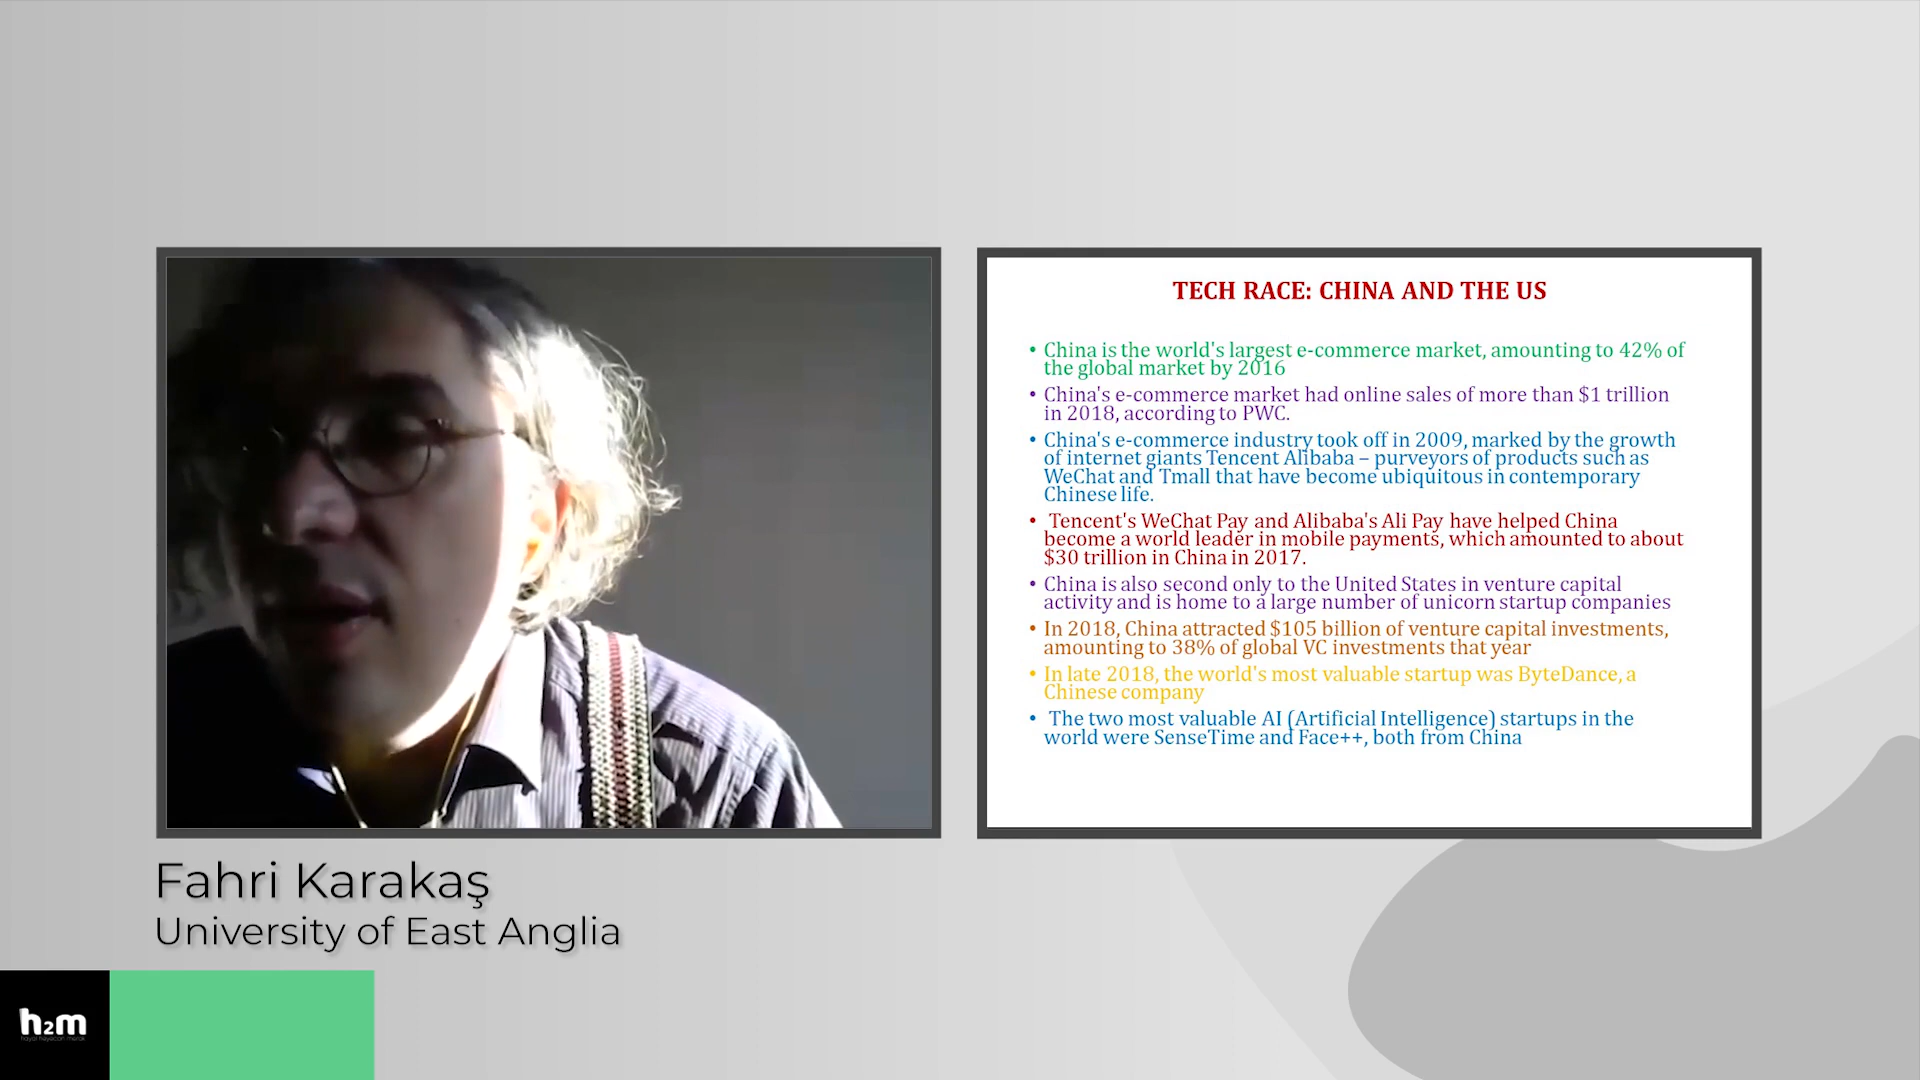 TECH RACE: CHINA AND THE US
• China is the world's largest e-commerce market, amounting to 42% of
the global market by 2016
• China's e-commerce market had online sales of more than $1 trillion
in 2018, according to PWC.
• China's e-commerce industry took off in 2009, marked by the growth
of internet giants Tencent Alibaba – purveyors of products such as
WeChat and Tmall that have become ubiquitous in contemporary
Chinese life.
• Tencent's WeChat Pay and Alibaba's Ali Pay have helped China
become a world leader in mobile payments, which amounted to about
$30 trillion in China in 2017.
• China is also second only to the United States in venture capital
activity and is home to a large number of unicorn startup companies
• In 2018, China attracted $105 billion of venture capital investments,
amounting to 38% of global VC investments that year
• In late 2018, the world's most valuable startup was ByteDance, a
Chinese company
• The two most valuable AI (Artificial Intelligence) startups in the
world were SenseTime and Face++, both from China
Fahri Karakaş
University of East Anglia
h2m